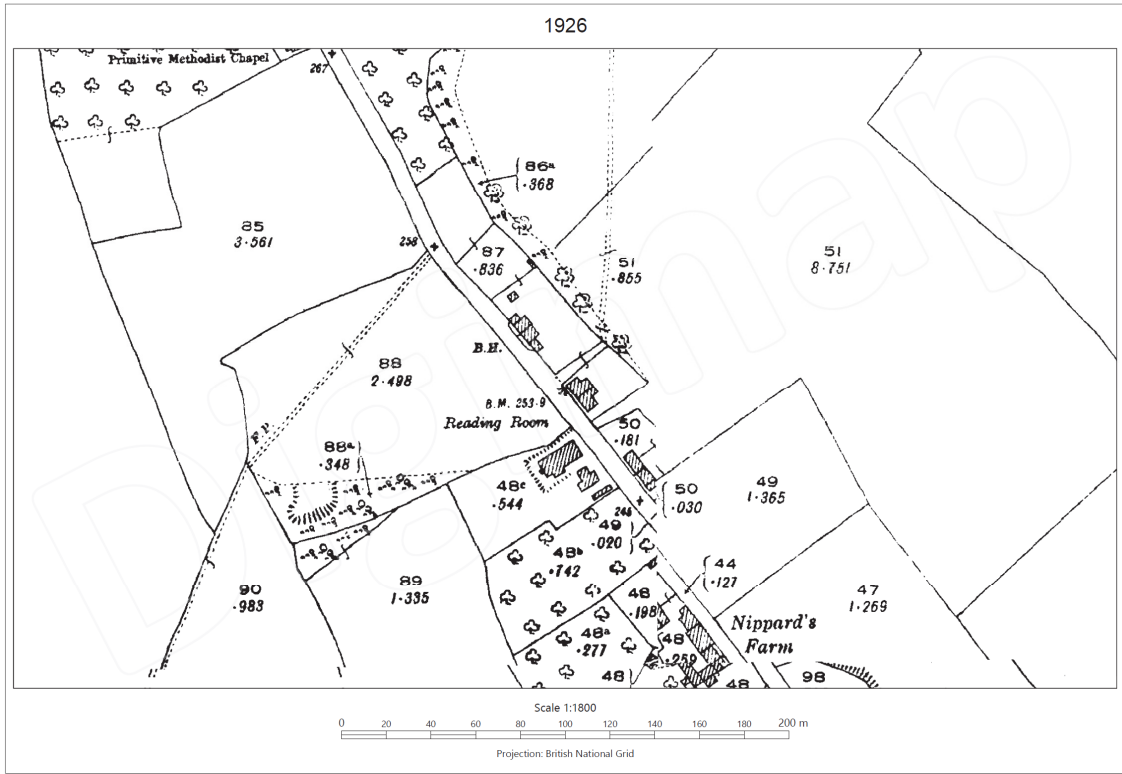 1926
Primitive Methodist Chapel
267
86a
.368
85
3.561
258
87
.836
51
.855
51
8.751
B.H.
88
2.498
B.M. 253.9
Reading Room
F.P.
88a
.348
50
.181
48c
.544
49
1.365
50
.030
248
49
.020
48b
.742
44
.127
90
.983
89
1.335
48
.198
47
1.269
Nippard's
Farm
48a
.277
48
.259
48
48
98
Digimap
Scale 1:1800
0 20 40 60 80 100 120 140 160 180 200 m
Projection: British National Grid